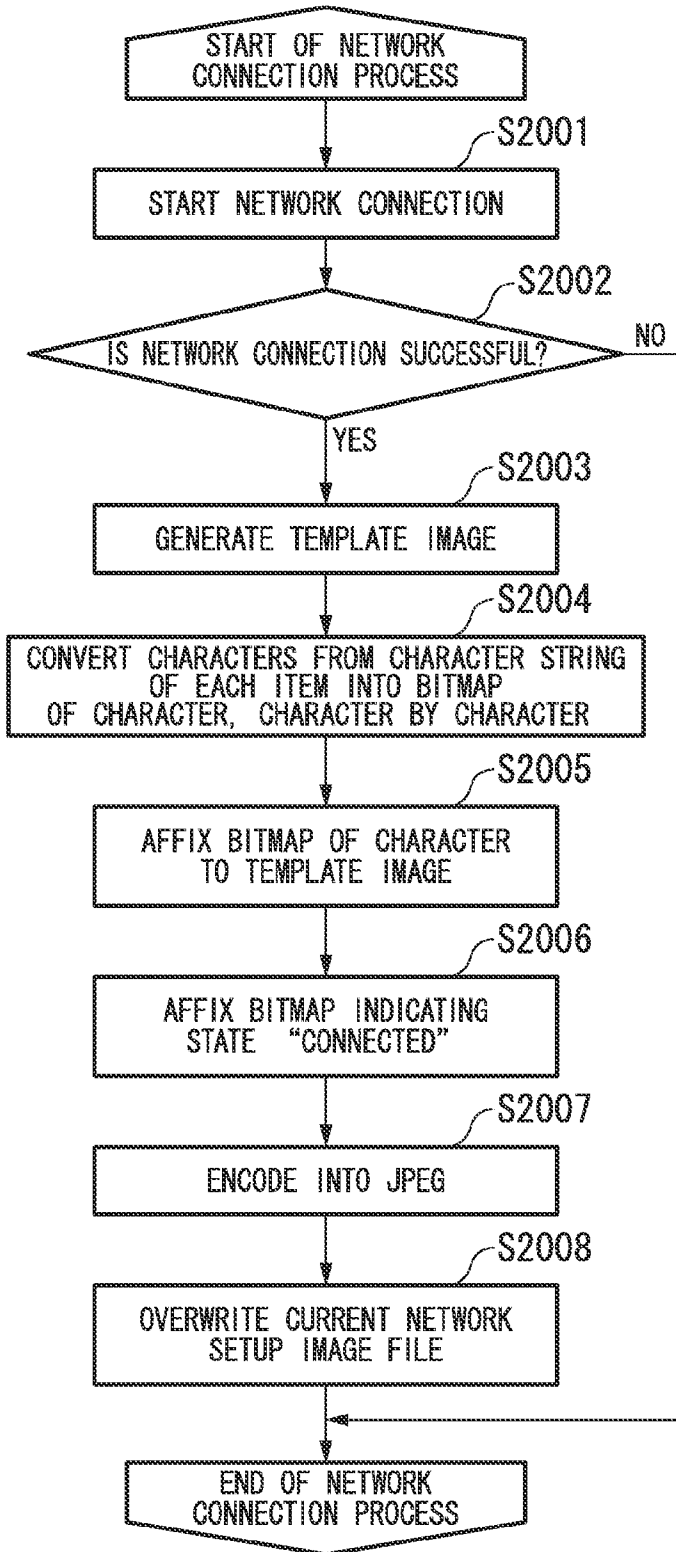 START OF NETWORK
CONNECTION PROCESS
S2001
START NETWORK CONNECTION
S2002
IS NETWORK CONNECTION SUCCESSFUL?
NO
YES
S2003
GENERATE TEMPLATE IMAGE
S2004
CONVERT CHARACTERS FROM CHARACTER STRING
OF EACH ITEM INTO BITMAP
OF CHARACTER, CHARACTER BY CHARACTER
S2005
AFFIX BITMAP OF CHARACTER
TO TEMPLATE IMAGE
S2006
AFFIX BITMAP INDICATING
STATE “CONNECTED”
S2007
ENCODE INTO JPEG
S2008
OVERWRITE CURRENT NETWORK
SETUP IMAGE FILE
END OF NETWORK
CONNECTION PROCESS